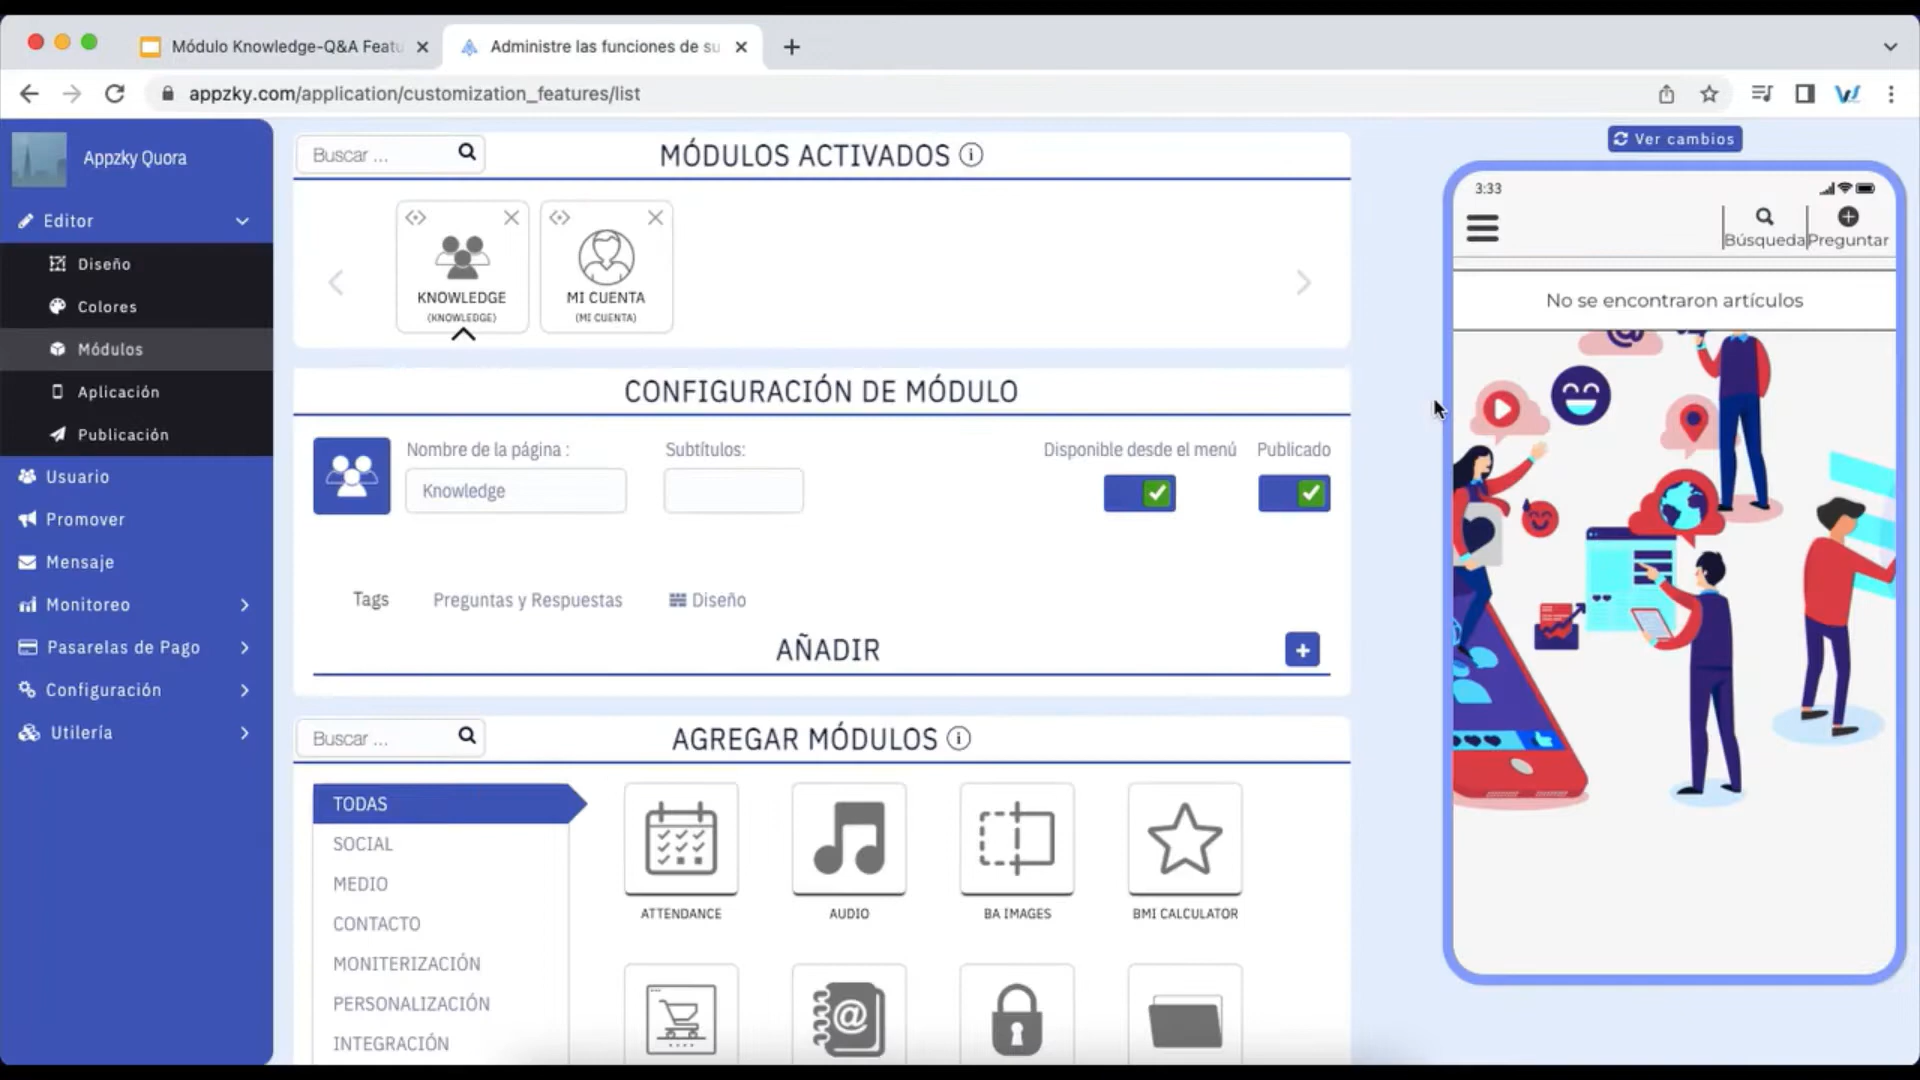 Módulo Knowledge-Q&A Featu
Administre las funciones de su
appzky.com/application/customization_features/list
Appzky Quora
Editor
Diseño
Colores
Módulos
Aplicación
Publicación
Usuario
Promover
Mensaje
Monitoreo
Pasarelas de Pago
Configuración
Utilería
Buscar ...
MÓDULOS ACTIVADOS
KNOWLEDGE
(KNOWLEDGE)
MI CUENTA
(MI CUENTA)
CONFIGURACIÓN DE MÓDULO
Nombre de la página :
Subtítulos:
Disponible desde el menú
Publicado
Knowledge
Tags
Preguntas y Respuestas
Diseño
AÑADIR
Buscar ...
AGREGAR MÓDULOS
TODAS
SOCIAL
MEDIO
CONTACTO
MONITERIZACIÓN
PERSONALIZACIÓN
INTEGRACIÓN
ATTENDANCE
AUDIO
BA IMAGES
BMI CALCULATOR
Ver cambios
3:33
Búsqueda
Preguntar
No se encontraron artículos